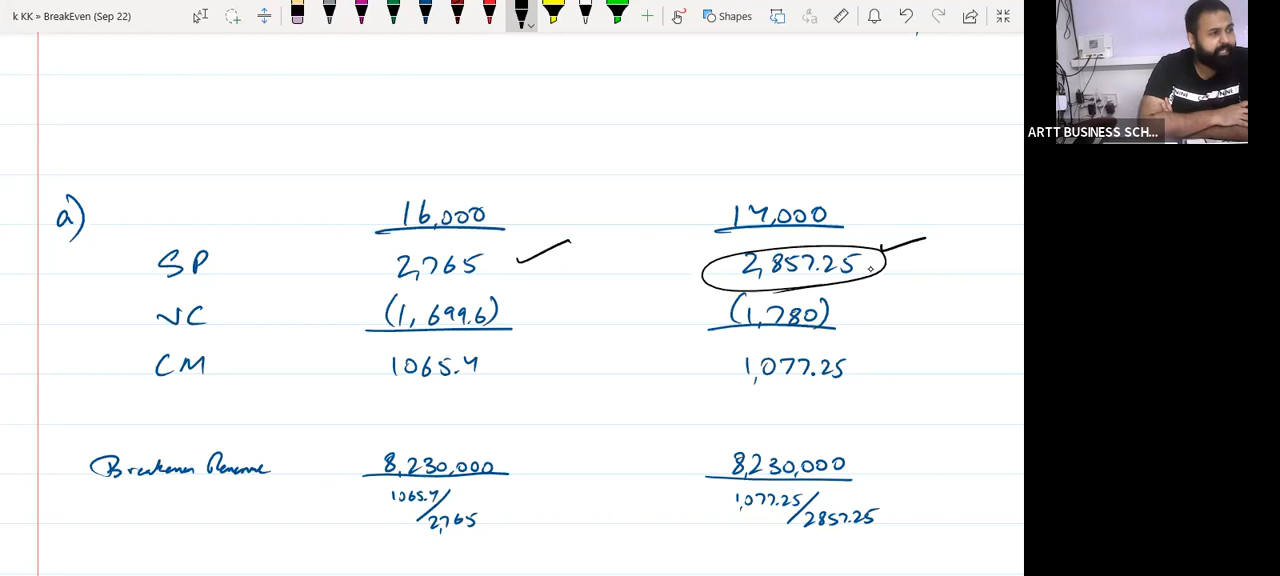 k KK » BreakEven (Sep 22)
Shapes
ARTT BUSINESS SCH...
a) 16,000 14,000
SP 2,765 2,857.25
VC (1,699.6) (1,780)
CM 1065.4 1,077.25
Breakeven Revenue 8,230,000 8,230,000
1065.4/2,765 1,077.25/2857.25